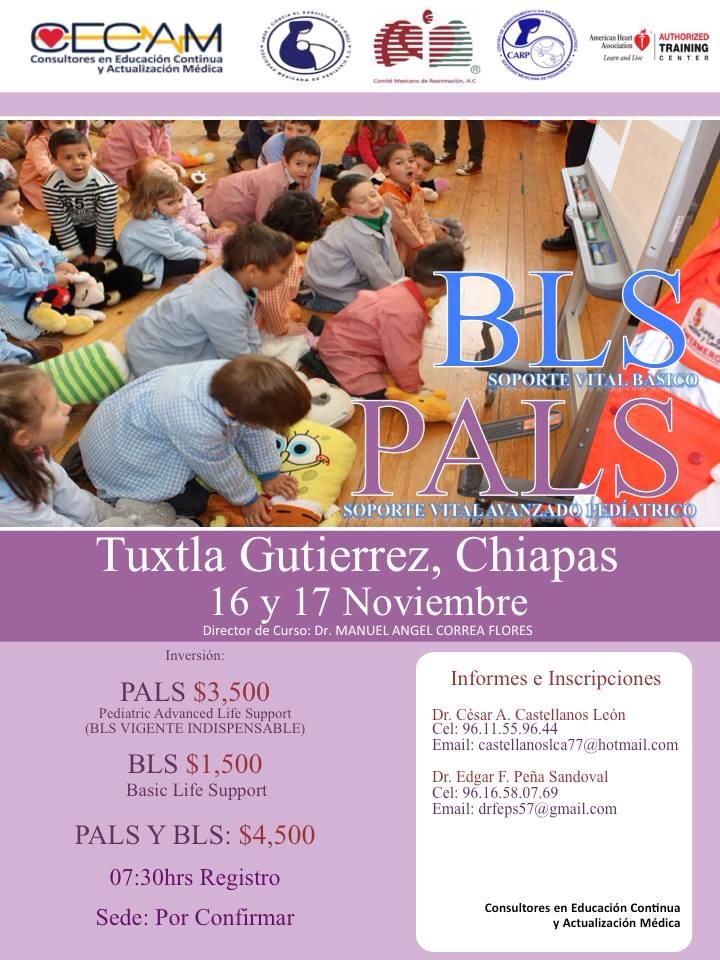 CECAM
Consultores en Educación Continua
y Actualización Médica
Comité Mexicano de Reanimación, A.C
®
CARP
American Heart
Association
Learn and Live
AUTHORIZED
TRAINING
CENTER
BLS
SOPORTE VITAL BÁSICO
PALS
SOPORTE VITAL AVANZADO PEDÍATRICO
Tuxtla Gutierrez, Chiapas
16 y 17 Noviembre
Director de Curso: Dr. MANUEL ANGEL CORREA FLORES
Inversión:
PALS $3,500
Pediatric Advanced Life Support
(BLS VIGENTE INDISPENSABLE)
BLS $1,500
Basic Life Support
PALS Y BLS: $4,500
07:30hrs Registro
Sede: Por Confirmar
Informes e Inscripciones
Dr. César A. Castellanos León
Cel: 96.11.55.96.44
Email: castellanoslca77@hotmail.com
Dr. Edgar F. Peña Sandoval
Cel: 96.16.58.07.69
Email: drfeps57@gmail.com
Consultores en Educación Continua
y Actualización Médica